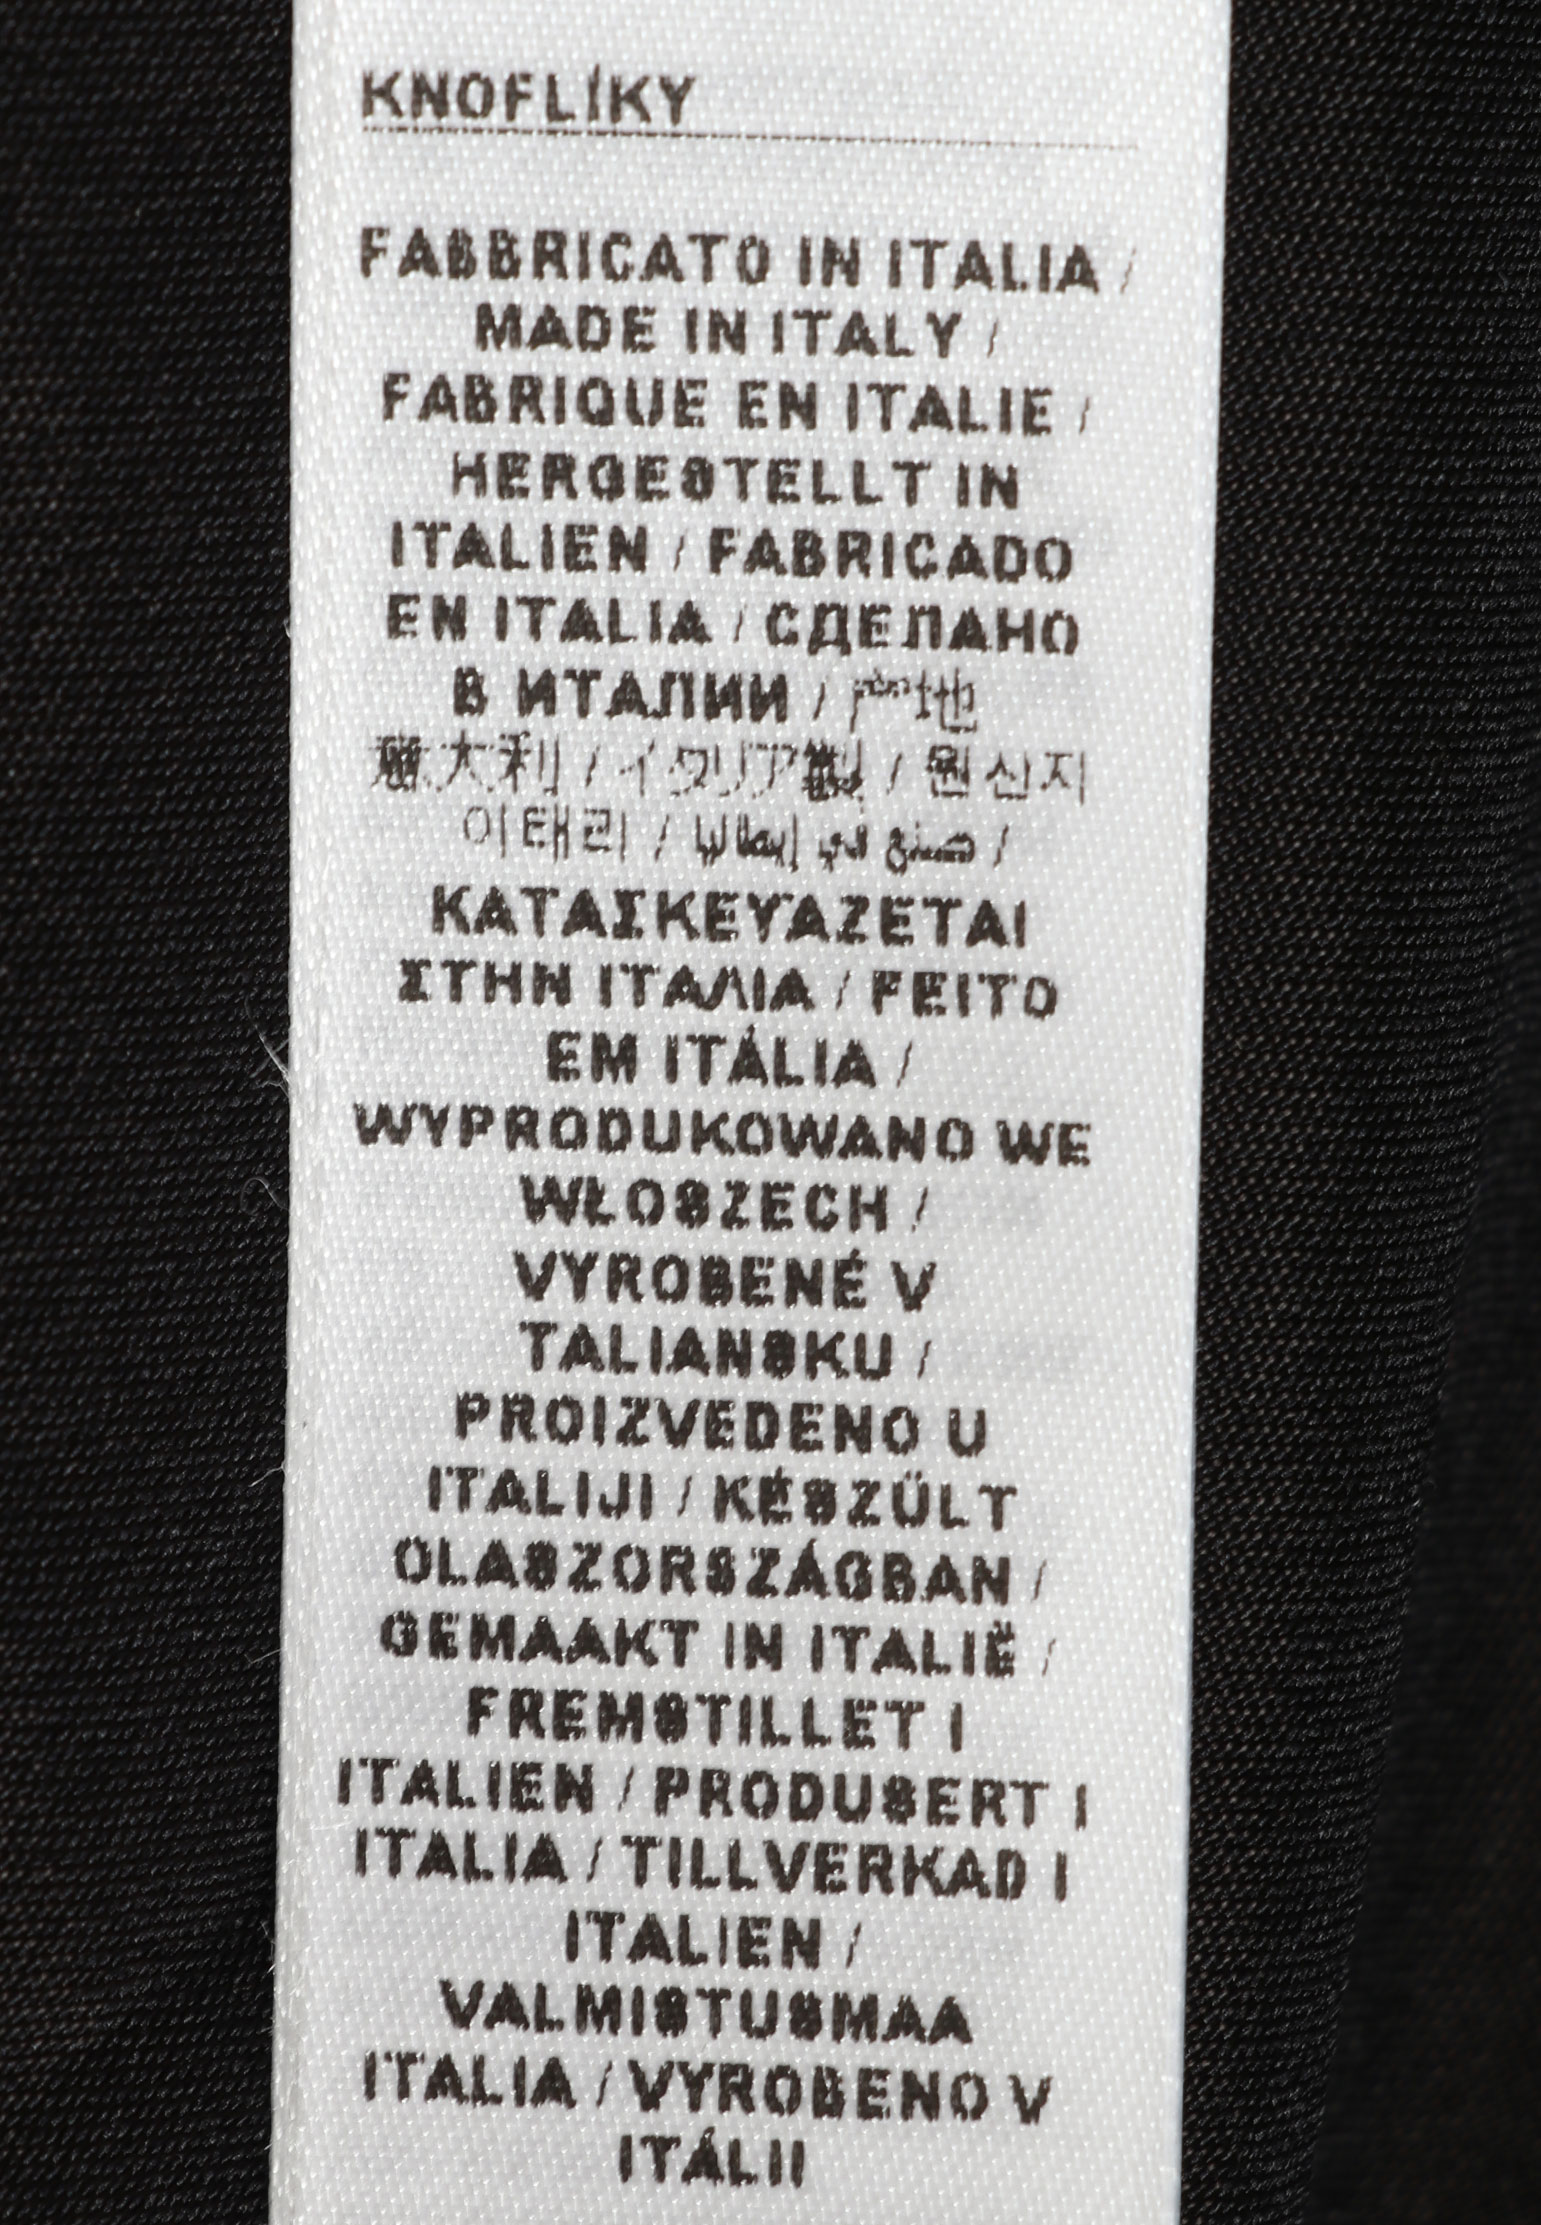 KNOFLÍKY
FABBRICATO IN ITALIA /
MADE IN ITALY /
FABRIQUE EN ITALIE /
HERGESTELLT IN
ITALIEN / FABRICADO
EN ITALIA / СДЕЛАНО
В ИТАЛИИ / 产地
意大利 / イタリア製 / 원산지
이태리 /
ΚΑΤΑΣΚΕΥΑΖΕΤΑΙ
ΣΤΗΝ ΙΤΑΛΙΑ / FEITO
EM ITÁLIA /
WYPRODUKOWANO WE
WŁOSZECH /
VYROBENÉ V
TALIANSKU /
PROIZVEDENO U
ITALIJI / KÉSZÜLT
OLASZORSZÁGBAN /
GEMAAKT IN ITALIË /
FREMSTILLET I
ITALIEN / PRODUSERT I
ITALIA / TILLVERKAD I
ITALIEN /
VALMISTUSMAA
ITALIA / VYROBENO V
ITÁLII